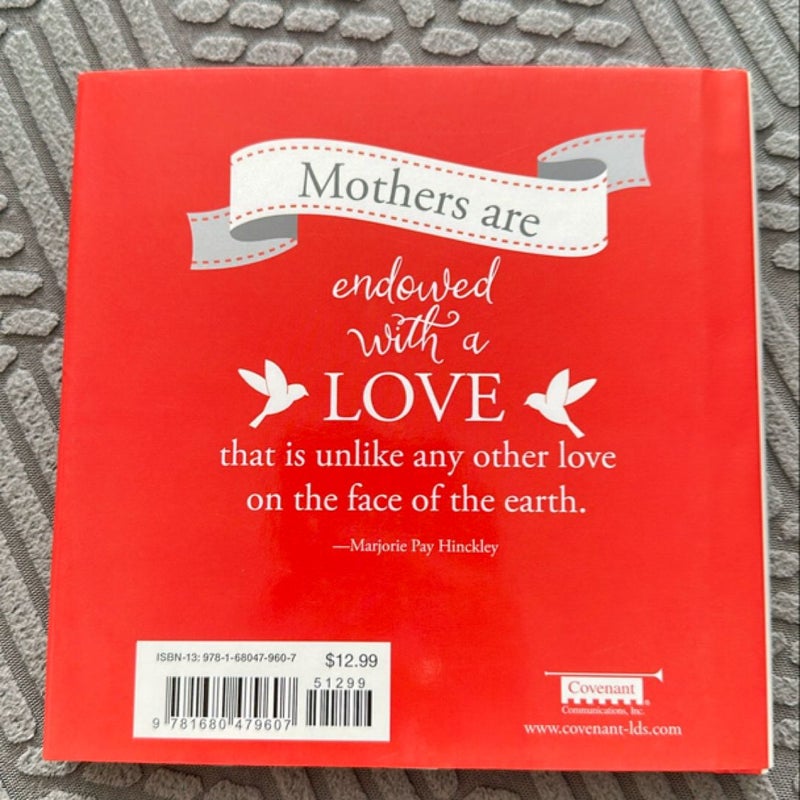 Mothers are
endowed
with a
LOVE
that is unlike any other love
on the face of the earth.
—Marjorie Pay Hinckley
ISBN-13: 978-1-68047-960-7
$12.99
51299
9 781680 479607
Covenant
Communications, Inc.
www.covenant-lds.com